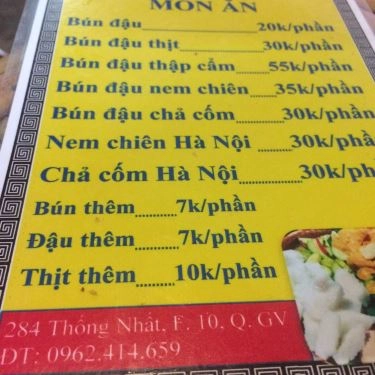 MÓN ĂN
Bún đậu 20k/phần
Bún đậu thịt 30k/phần
Bún đậu thập cẩm 55k/phần
Bún đậu nem chiên 35k/phần
Bún đậu chả cốm 30k/phần
Nem chiên Hà Nội 30k/phầ
Chả cốm Hà Nội 30k/ph
Bún thêm 7k/phần
Đậu thêm 7k/phần
Thịt thêm 10k/phần
284 Thống Nhất, F. 10, Q. GV
ĐT: 0962.414.659